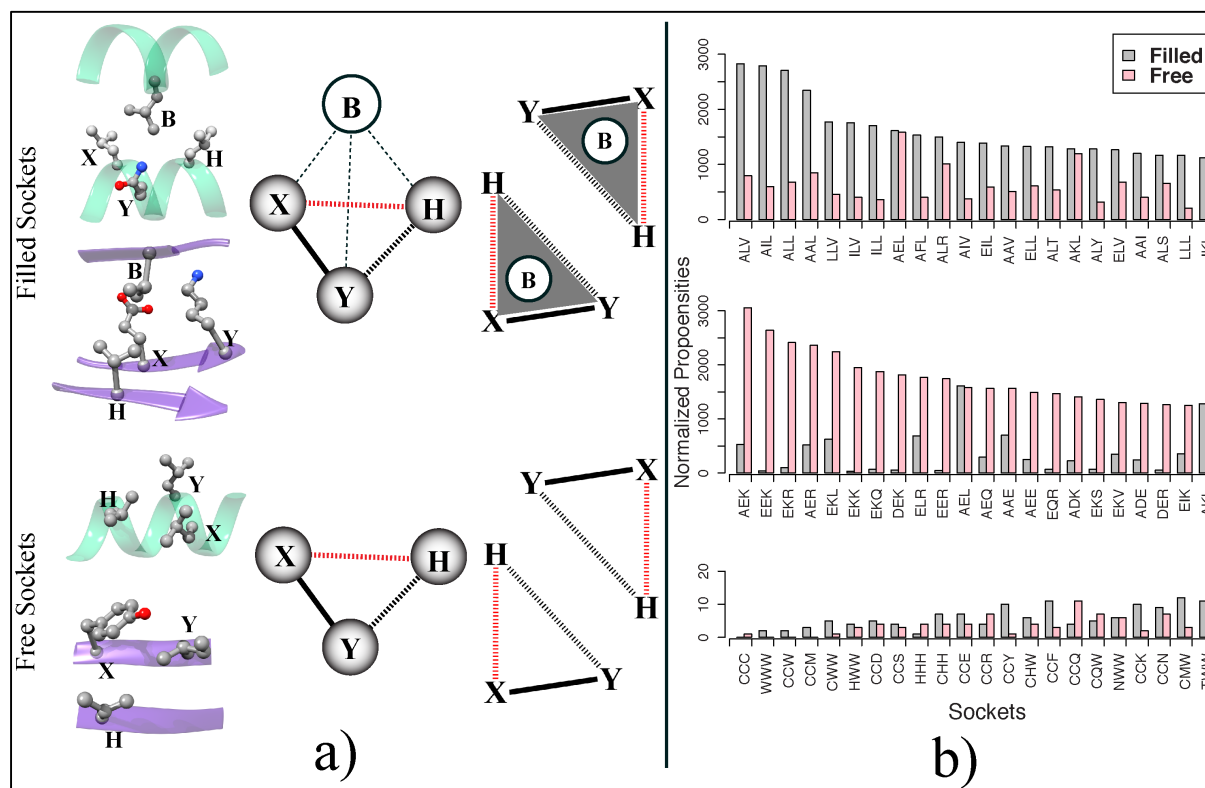 Filled Sockets
B
X
H
Y
B
X
Y
H
B
X
H
Y
Y
X
B
H
H
B
X
Y
Free Sockets
H
Y
X
Y
X
H
X
H
Y
Y
X
H
H
X
Y
a)
Normalized Propoensities
Filled
Free
3000
2000
1000
0
ALV AIL ALL AAL LLV ILV ILL AEL AFL ALR AIV EIL AAV ELL ALT AKL ALY ELV AAI ALS LLL
3000
2000
1000
0
AEK EEK EKR AER EKL EKK EKQ DEK ELR EER AEL AEQ AAE AEE EQR ADK EKS EKV ADE DER EIK
20
10
0
CCC WWW CCW CCM CWW HWW CCD CCS HHH CHH CCE CCR CCY CHW CCF CCQ CQW NWW CCK CCN CMW
Sockets
b)